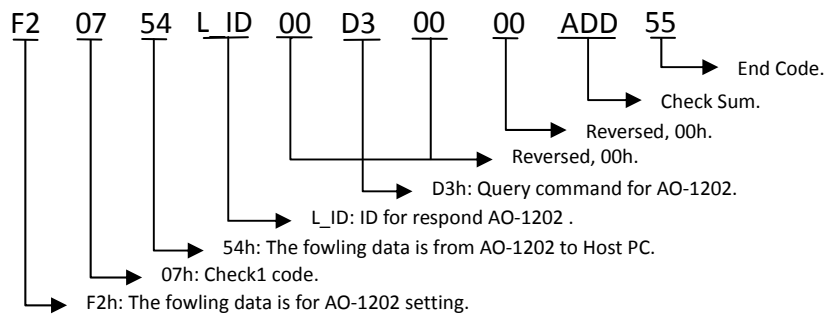 F2 07 54 L_ID 00 D3 00 00 ADD 55
End Code.
Check Sum.
Reversed, 00h.
Reversed, 00h.
D3h: Query command for AO-1202.
L_ID: ID for respond AO-1202 .
54h: The fowling data is from AO-1202 to Host PC.
07h: Check1 code.
F2h: The fowling data is for AO-1202 setting.